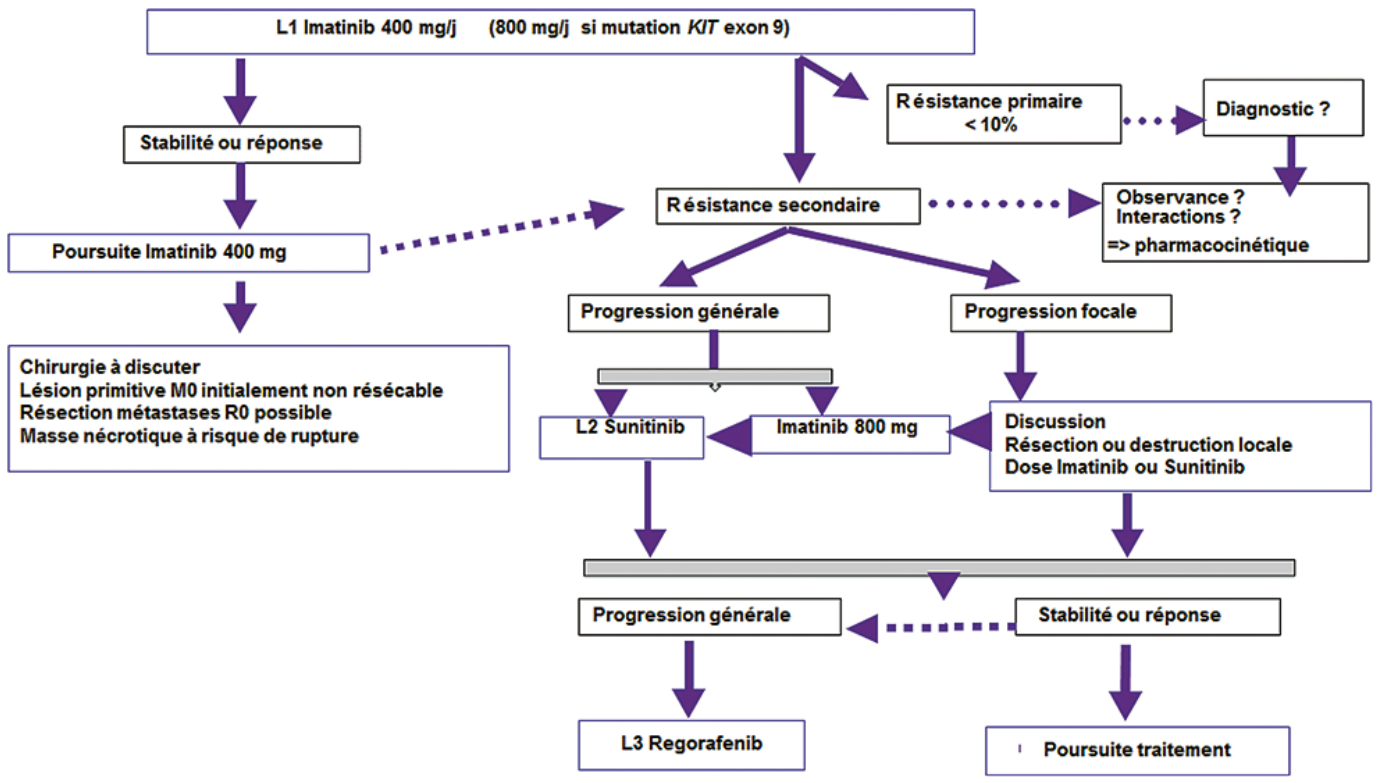 L1 Imatinib 400 mg/j (800 mg/j si mutation KIT exon 9)
Résistance primaire
< 10%
Diagnostic ?
Stabilité ou réponse
Résistance secondaire
Observance ?
Interactions ?
=> pharmacocinétique
Poursuite Imatinib 400 mg
Progression générale
Progression focale
Chirurgie à discuter
Lésion primitive M0 initialement non résécable
Résection métastases R0 possible
Masse nécrotique à risque de rupture
L2 Sunitinib
Imatinib 800 mg
Discussion
Résection ou destruction locale
Dose Imatinib ou Sunitinib
Progression générale
Stabilité ou réponse
L3 Regorafenib
Poursuite traitement